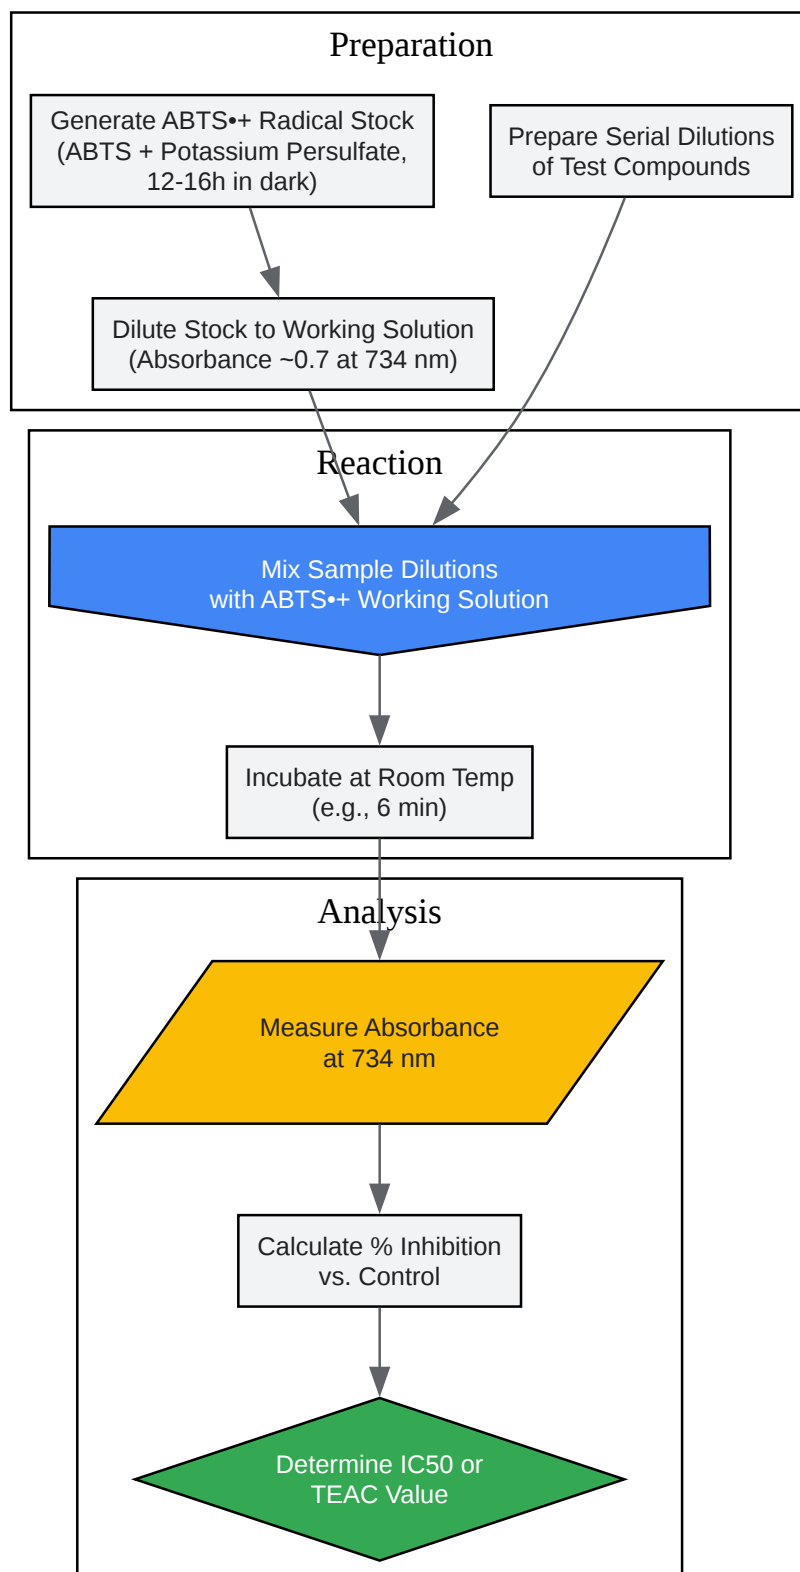 Preparation
Generate ABTS•+ Radical Stock
(ABTS + Potassium Persulfate,
12-16h in dark)
Prepare Serial Dilutions
of Test Compounds
Dilute Stock to Working Solution
(Absorbance ~0.7 at 734 nm)
Reaction
Mix Sample Dilutions
with ABTS•+ Working Solution
Incubate at Room Temp
(e.g., 6 min)
Analysis
Measure Absorbance
at 734 nm
Calculate % Inhibition
vs. Control
Determine IC50 or
TEAC Value